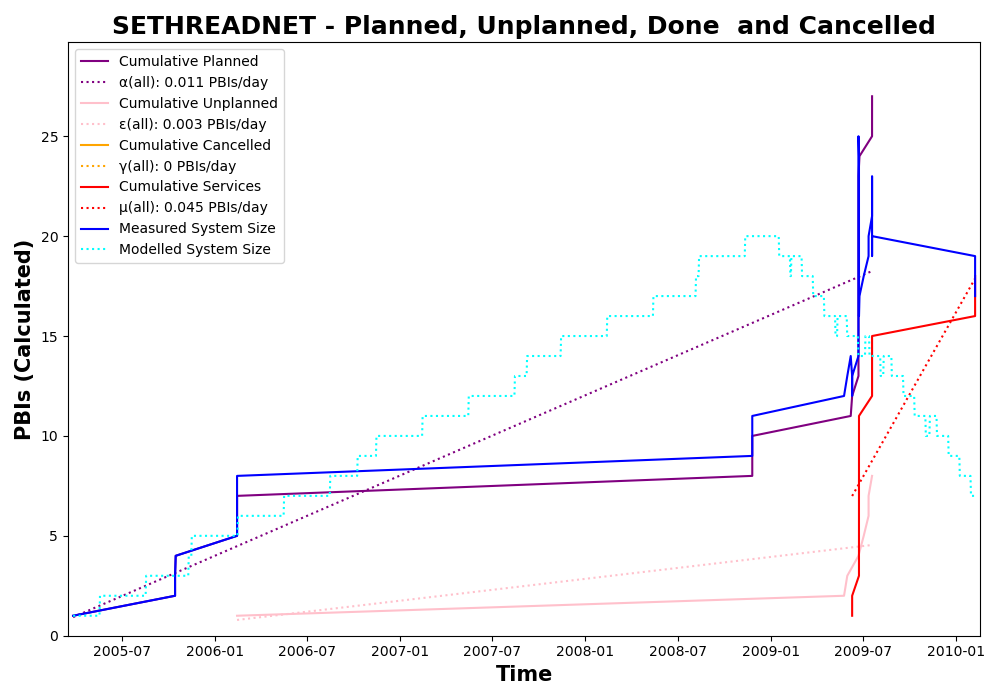 SETHREADNET - Planned, Unplanned, Done  and Cancelled
Cumulative Planned
α(all): 0.011 PBIs/day
Cumulative Unplanned
ε(all): 0.003 PBIs/day
Cumulative Cancelled
γ(all): 0 PBIs/day
Cumulative Services
μ(all): 0.045 PBIs/day
Measured System Size
Modelled System Size
PBIs (Calculated)
25
20
15
10
5
0
2005-07
2006-01
2006-07
2007-01
2007-07
2008-01
2008-07
2009-01
2009-07
2010-01
Time